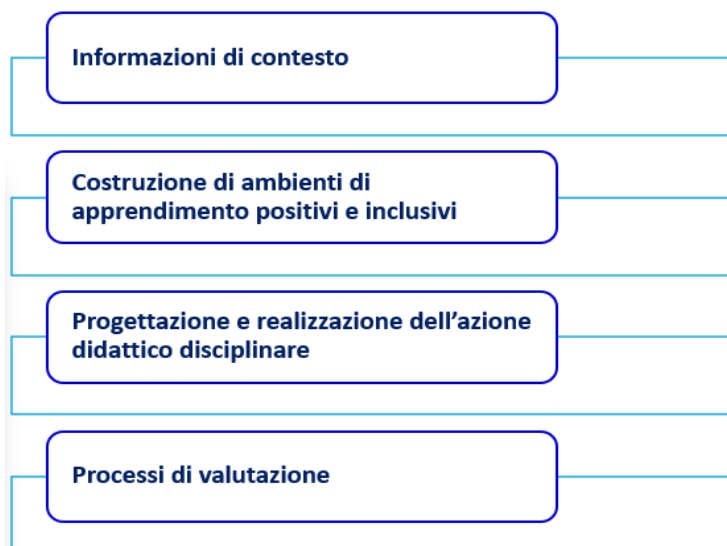 Informazioni di contesto
Costruzione di ambienti di
apprendimento positivi e inclusivi
Progettazione e realizzazione dell’azione
didattico disciplinare
Processi di valutazione